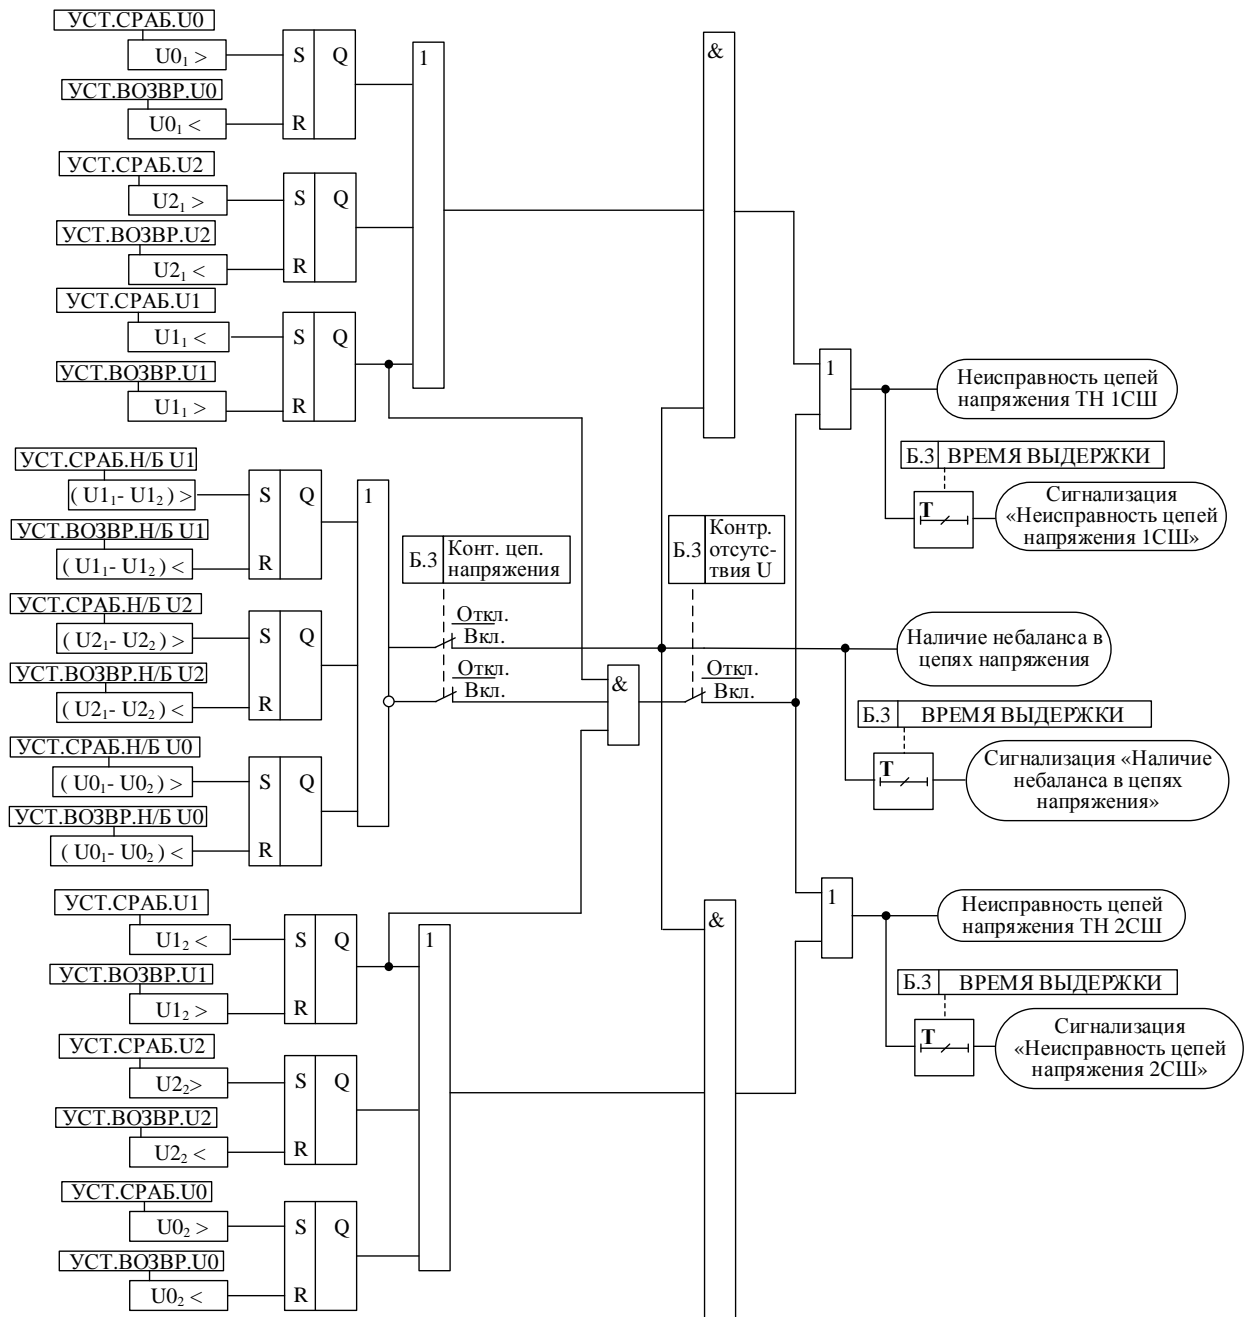 УСТ.СРАБ.U0
U0₁ >
S Q
УСТ.ВОЗВР.U0
U0₁ <
R
1
&
УСТ.СРАБ.U2
U2₁ >
S Q
УСТ.ВОЗВР.U2
U2₁ <
R
УСТ.СРАБ.U1
U1₁ <
S Q
УСТ.ВОЗВР.U1
U1₁ >
R
1
Неисправность цепей
напряжения ТН 1СШ
Б.3 ВРЕМЯ ВЫДЕРЖКИ
T
Сигнализация
«Неисправность цепей
напряжения 1СШ»
УСТ.СРАБ.Н/Б U1
( U1₁- U1₂ ) >
S Q
УСТ.ВОЗВР.Н/Б U1
( U1₁- U1₂ ) <
R
1
Б.3 Конт. цеп.
напряжения
Б.3 Контр.
отсутс-
твия U
УСТ.СРАБ.Н/Б U2
( U2₁- U2₂ ) >
S Q
УСТ.ВОЗВР.Н/Б U2
( U2₁- U2₂ ) <
R
Откл.
Вкл.
Откл.
Вкл.
&
Откл.
Вкл.
Наличие небаланса в
цепях напряжения
Б.3 ВРЕМЯ ВЫДЕРЖКИ
T
Сигнализация «Наличие
небаланса в цепях
напряжения»
УСТ.СРАБ.Н/Б U0
( U0₁- U0₂ ) >
S Q
УСТ.ВОЗВР.Н/Б U0
( U0₁- U0₂ ) <
R
УСТ.СРАБ.U1
U1₂ <
S Q
УСТ.ВОЗВР.U1
U1₂ >
R
1
&
1
Неисправность цепей
напряжения ТН 2СШ
Б.3 ВРЕМЯ ВЫДЕРЖКИ
T
Сигнализация
«Неисправность цепей
напряжения 2СШ»
УСТ.СРАБ.U2
U2₂>
S Q
УСТ.ВОЗВР.U2
U2₂ <
R
УСТ.СРАБ.U0
U0₂ >
S Q
УСТ.ВОЗВР.U0
U0₂ <
R